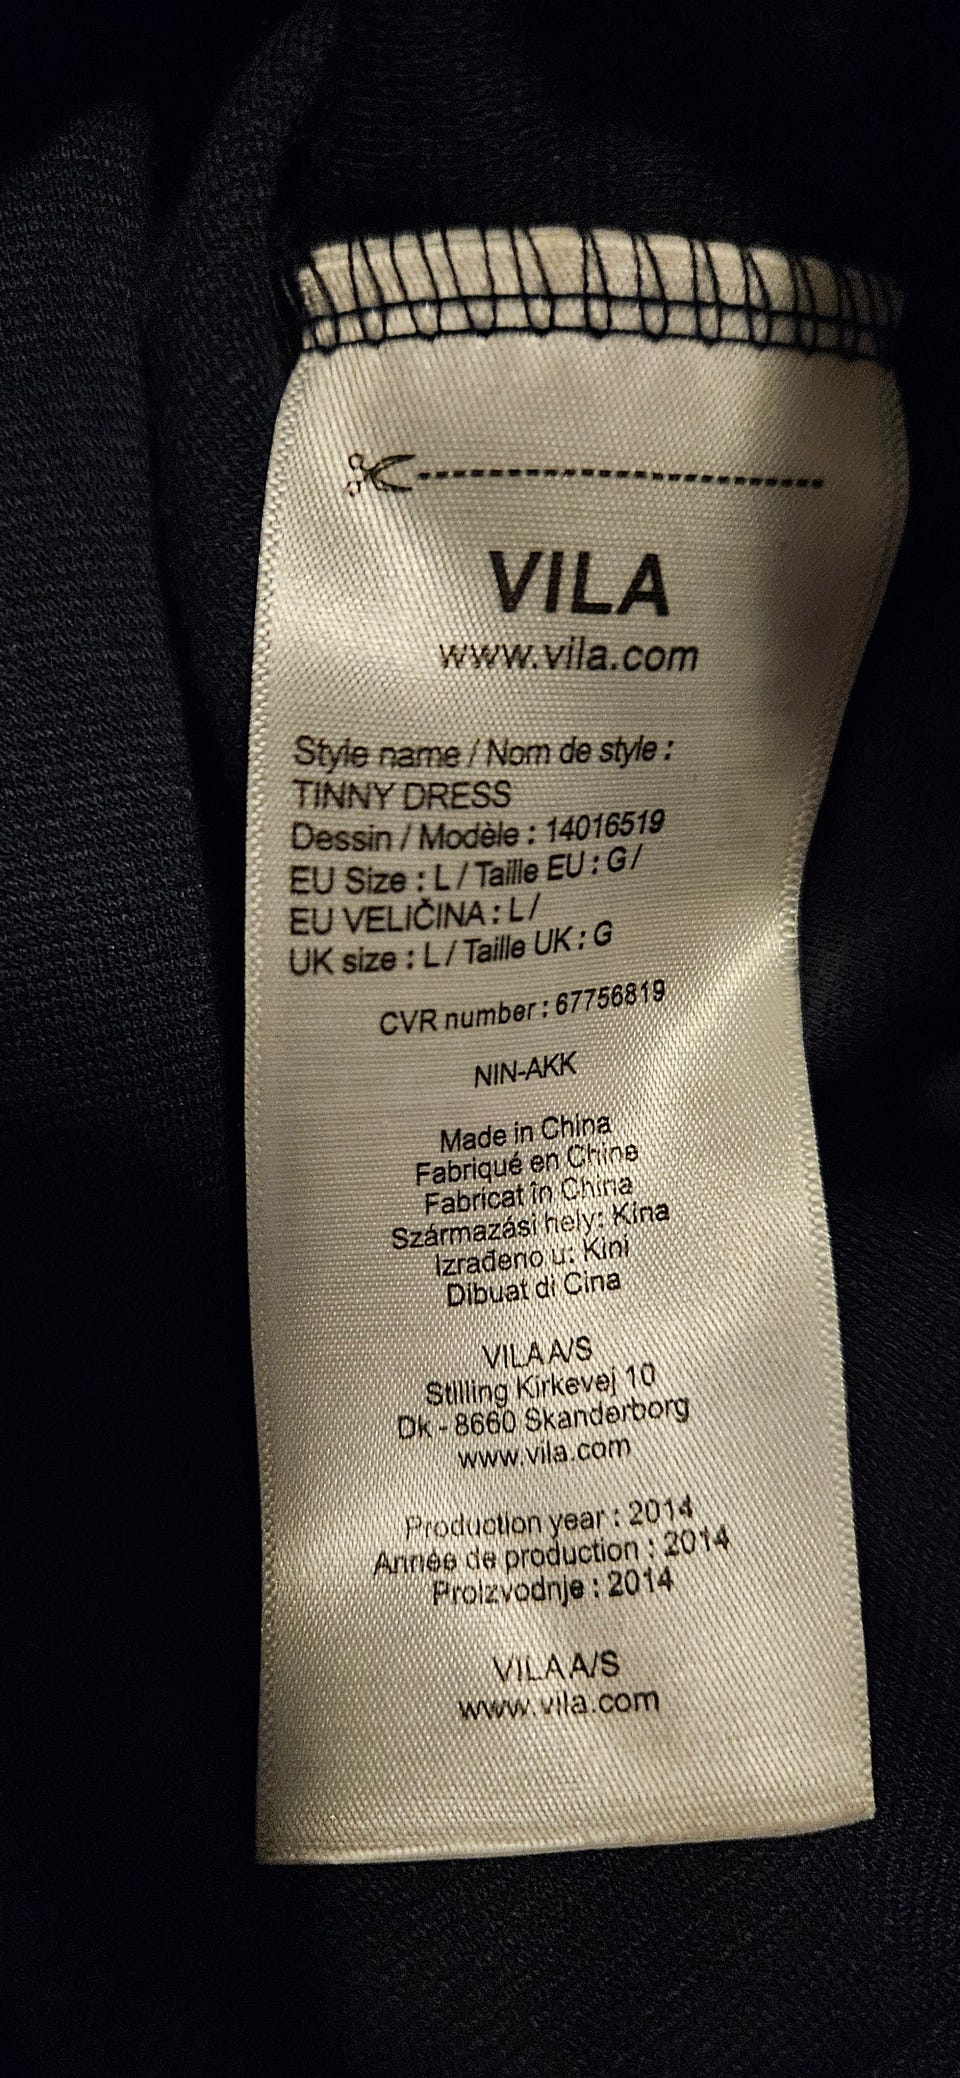 VILA
www.vila.com
Style name / Nom de style :
TINNY DRESS
Dessin / Modèle : 14016519
EU Size : L / Taille EU : G /
EU VELIČINA : L /
UK size : L / Taille UK : G
CVR number : 67756819
NIN-AKK
Made in China
Fabriqué en Chine
Fabricat în China
Származási hely: Kina
Izrađeno u: Kini
Dibuat di Cina
VILA A/S
Stilling Kirkevej 10
Dk - 8660 Skanderborg
www.vila.com
Production year : 2014
Année de production : 2014
Proizvodnje : 2014
VILA A/S
www.vila.com